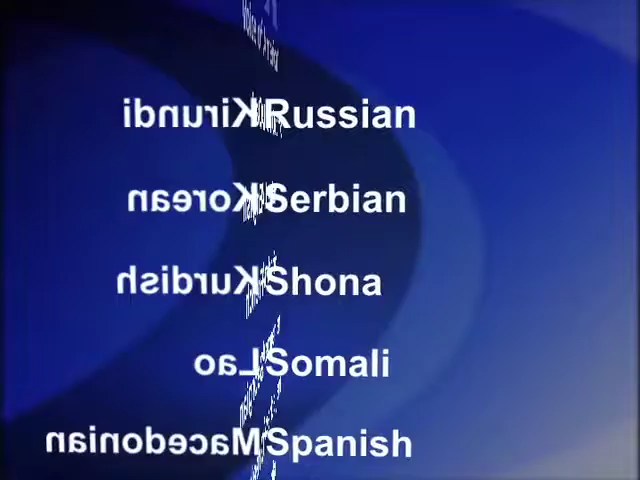 Kirundi Russian
Korean Serbian
Kurdish Shona
Lao Somali
Macedonian Spanish